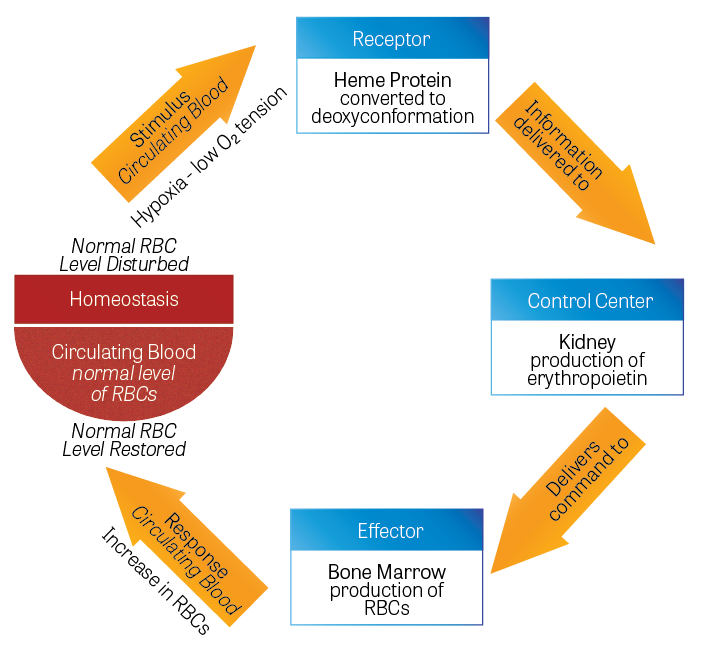 Receptor
Heme Protein
converted to
deoxyconformation
Information
delivered to
Control Center
Kidney
production of
erythropoietin
Delivers
command to
Effector
Bone Marrow
production of
RBCs
Response
Circulating Blood
Increase in RBCs
Normal RBC
Level Restored
Circulating Blood
normal level
of RBCs
Homeostasis
Normal RBC
Level Disturbed
Stimulus
Circulating Blood
Hypoxia - low O₂ tension